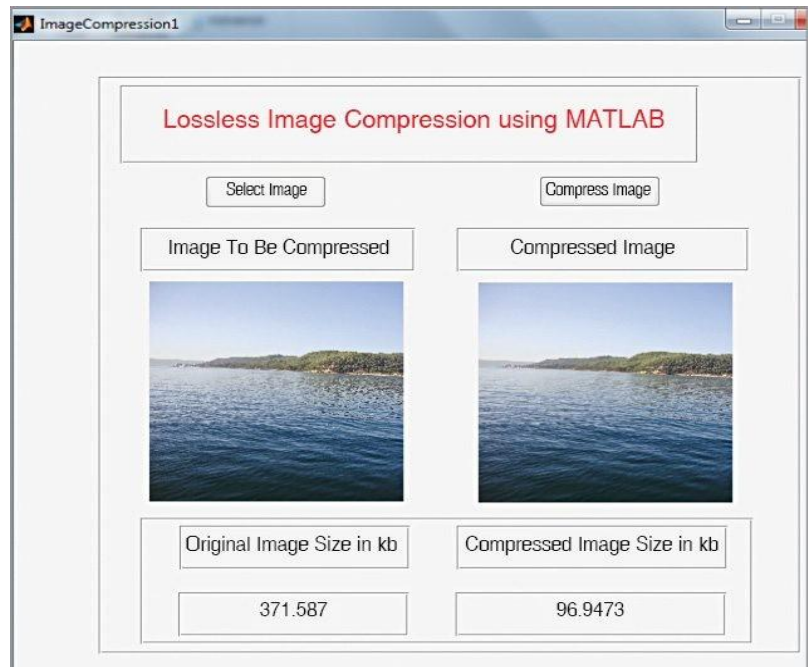 ImageCompression1
Lossless Image Compression using MATLAB
Select Image
Compress Image
Image To Be Compressed
Compressed Image
Original Image Size in kb
Compressed Image Size in kb
371.587
96.9473